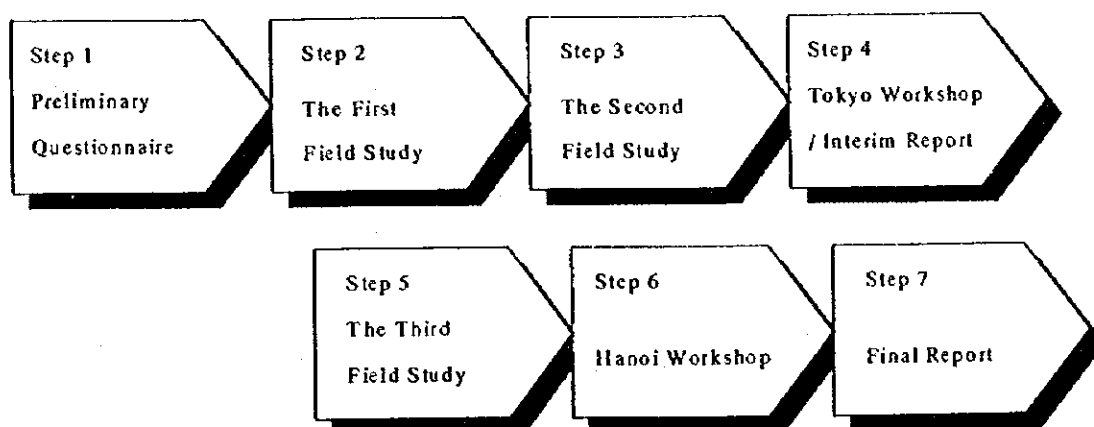 Step 1
Preliminary
Questionnaire
Step 2
The First
Field Study
Step 3
The Second
Field Study
Step 4
Tokyo Workshop
/ Interim Report
Step 5
The Third
Field Study
Step 6
Hanoi Workshop
Step 7
Final Report